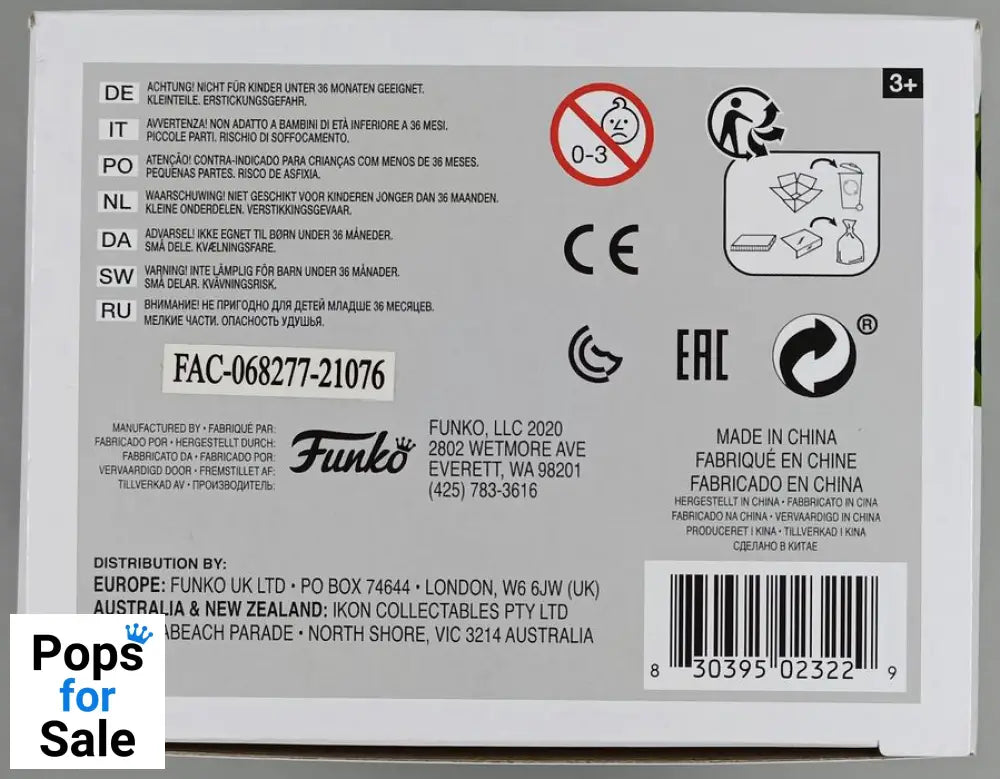 3+
DE ACHTUNG! NICHT FÜR KINDER UNTER 36 MONATEN GEEIGNET.
KLEINTEILE. ERSTICKUNGSGEFAHR.
IT AVVERTENZA! NON ADATTO A BAMBINI DI ETÀ INFERIORE A 36 MESI.
PICCOLE PARTI. RISCHIO DI SOFFOCAMENTO.
PO ATENÇÃO! CONTRA-INDICADO PARA CRIANÇAS COM MENOS DE 36 MESES.
PEQUENAS PARTES. RISCO DE ASFIXIA.
NL WAARSCHUWING! NIET GESCHIKT VOOR KINDEREN JONGER DAN 36 MAANDEN.
KLEINE ONDERDELEN. VERSTIKKINGSGEVAAR.
DA ADVARSEL! IKKE EGNET TIL BØRN UNDER 36 MÅNEDER.
SMÅ DELE. KVÆLNINGSFARE.
SW VARNING! INTE LÄMPLIG FÖR BARN UNDER 36 MÅNADER.
SMÅ DELAR. KVÄVNINGSRISK.
RU ВНИМАНИЕ! НЕ ПРИГОДНО ДЛЯ ДЕТЕЙ МЛАДШЕ 36 МЕСЯЦЕВ.
МЕЛКИЕ ЧАСТИ. ОПАСНОСТЬ УДУШЬЯ.
0-3
CE
EAC
®
FAC-068277-21076
MANUFACTURED BY • FABRIQUÉ PAR:
FABRICADO POR • HERGESTELLT DURCH:
FABBRICATO DA • FABRICADO POR:
VERVAARDIGD DOOR • FREMSTILLET AF:
TILLVERKAD AV • ПРОИЗВОДИТЕЛЬ:
Funko
FUNKO, LLC 2020
2802 WETMORE AVE
EVERETT, WA 98201
(425) 783-3616
MADE IN CHINA
FABRIQUÉ EN CHINE
FABRICADO EN CHINA
HERGESTELLT IN CHINA • FABBRICATO IN CINA
FABRICADO NA CHINA • VERVAARDIGD IN CHINA
PRODUCERET I KINA • TILLVERKAD I KINA
СДЕЛАНО В КИТАЕ
DISTRIBUTION BY:
EUROPE: FUNKO UK LTD • PO BOX 74644 • LONDON, W6 6JW (UK)
AUSTRALIA & NEW ZEALAND: IKON COLLECTABLES PTY LTD
ABEACH PARADE • NORTH SHORE, VIC 3214 AUSTRALIA
8 30395 02322 9
Pops
for
Sale